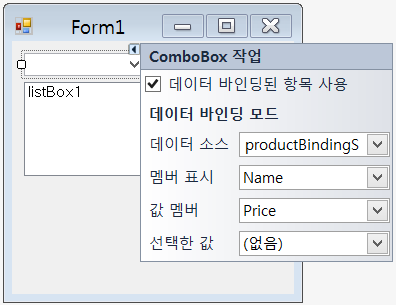 Form1
ComboBox 작업
listBox1
데이터 바인딩된 항목 사용
데이터 바인딩 모드
데이터 소스 productBindingS
멤버 표시 Name
값 멤버 Price
선택한 값 (없음)